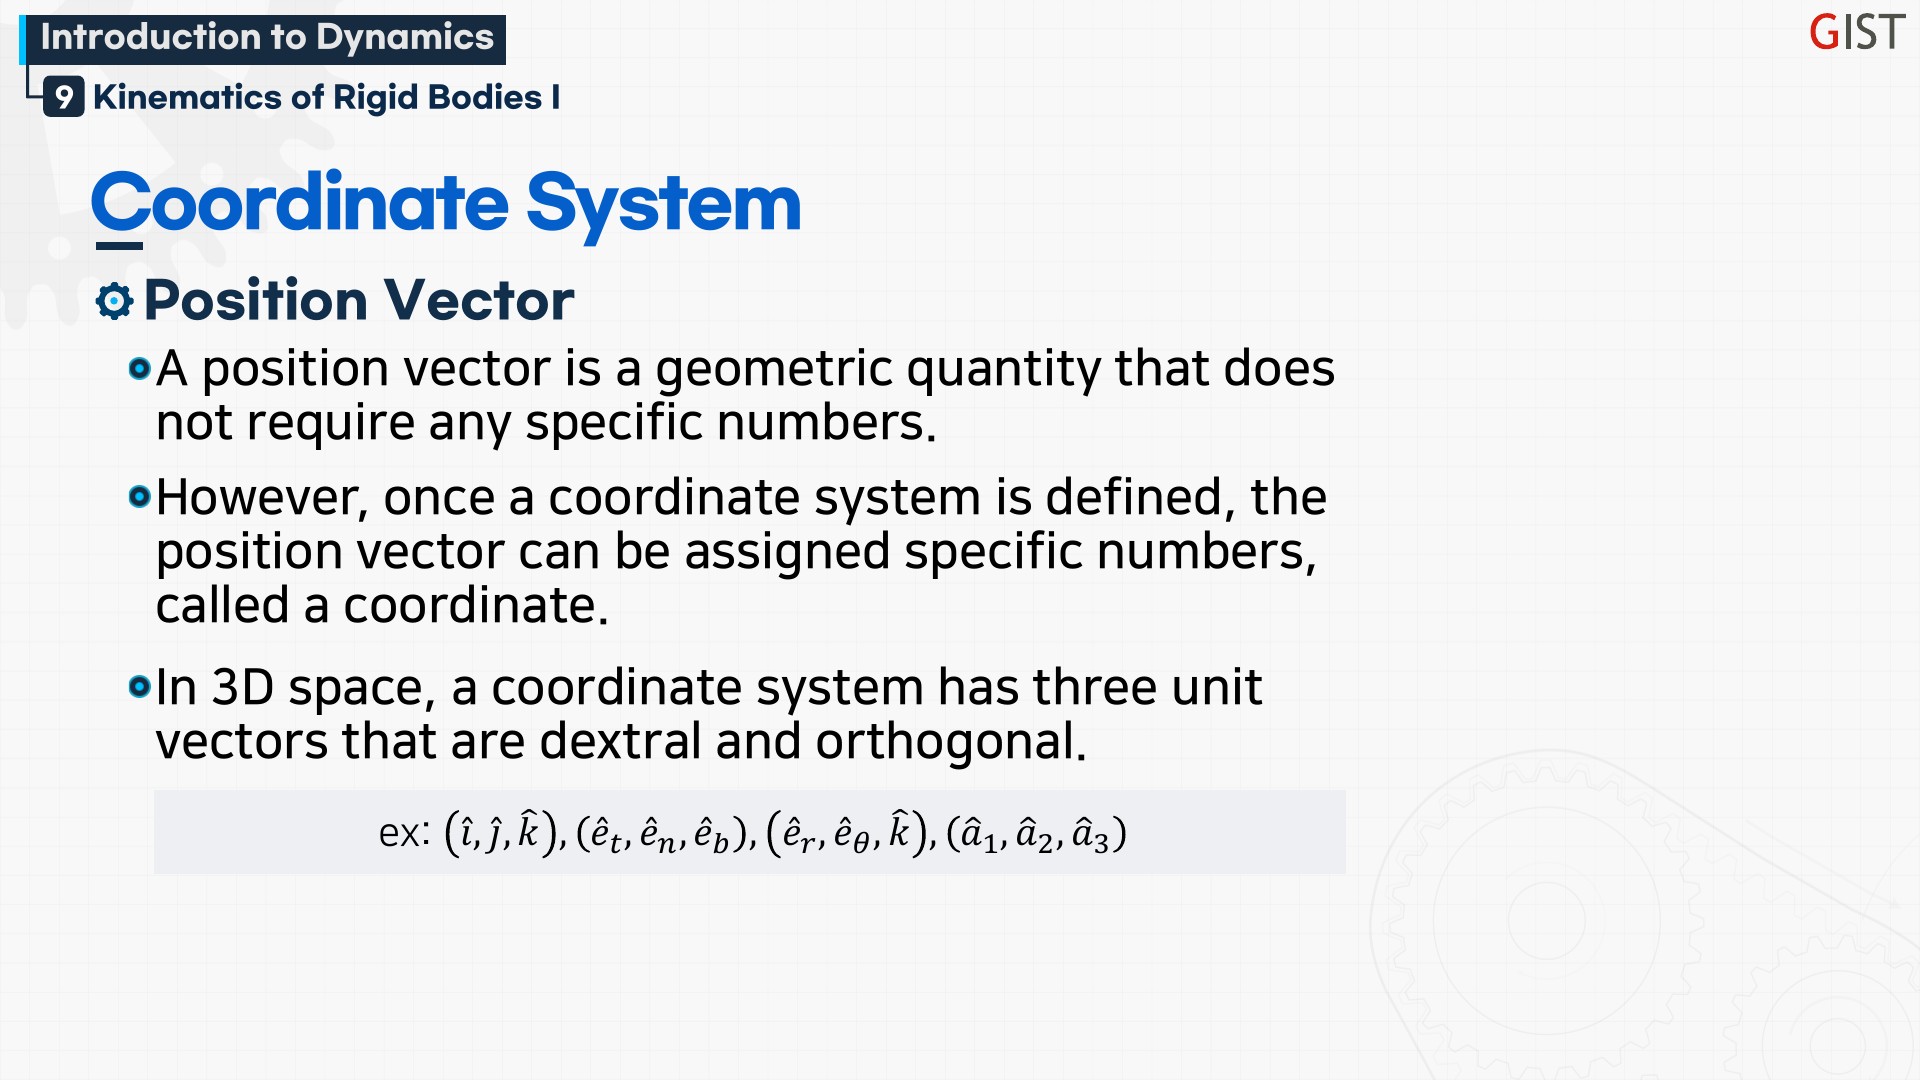 Introduction to Dynamics
GIST
9 Kinematics of Rigid Bodies I
Coordinate System
Position Vector
A position vector is a geometric quantity that does
not require any specific numbers.
However, once a coordinate system is defined, the
position vector can be assigned specific numbers,
called a coordinate.
In 3D space, a coordinate system has three unit
vectors that are dextral and orthogonal.
ex: (î, ĵ, k̂), (ê_t, ê_n, ê_b), (ê_r, ê_θ, k̂), (â₁, â₂, â₃)